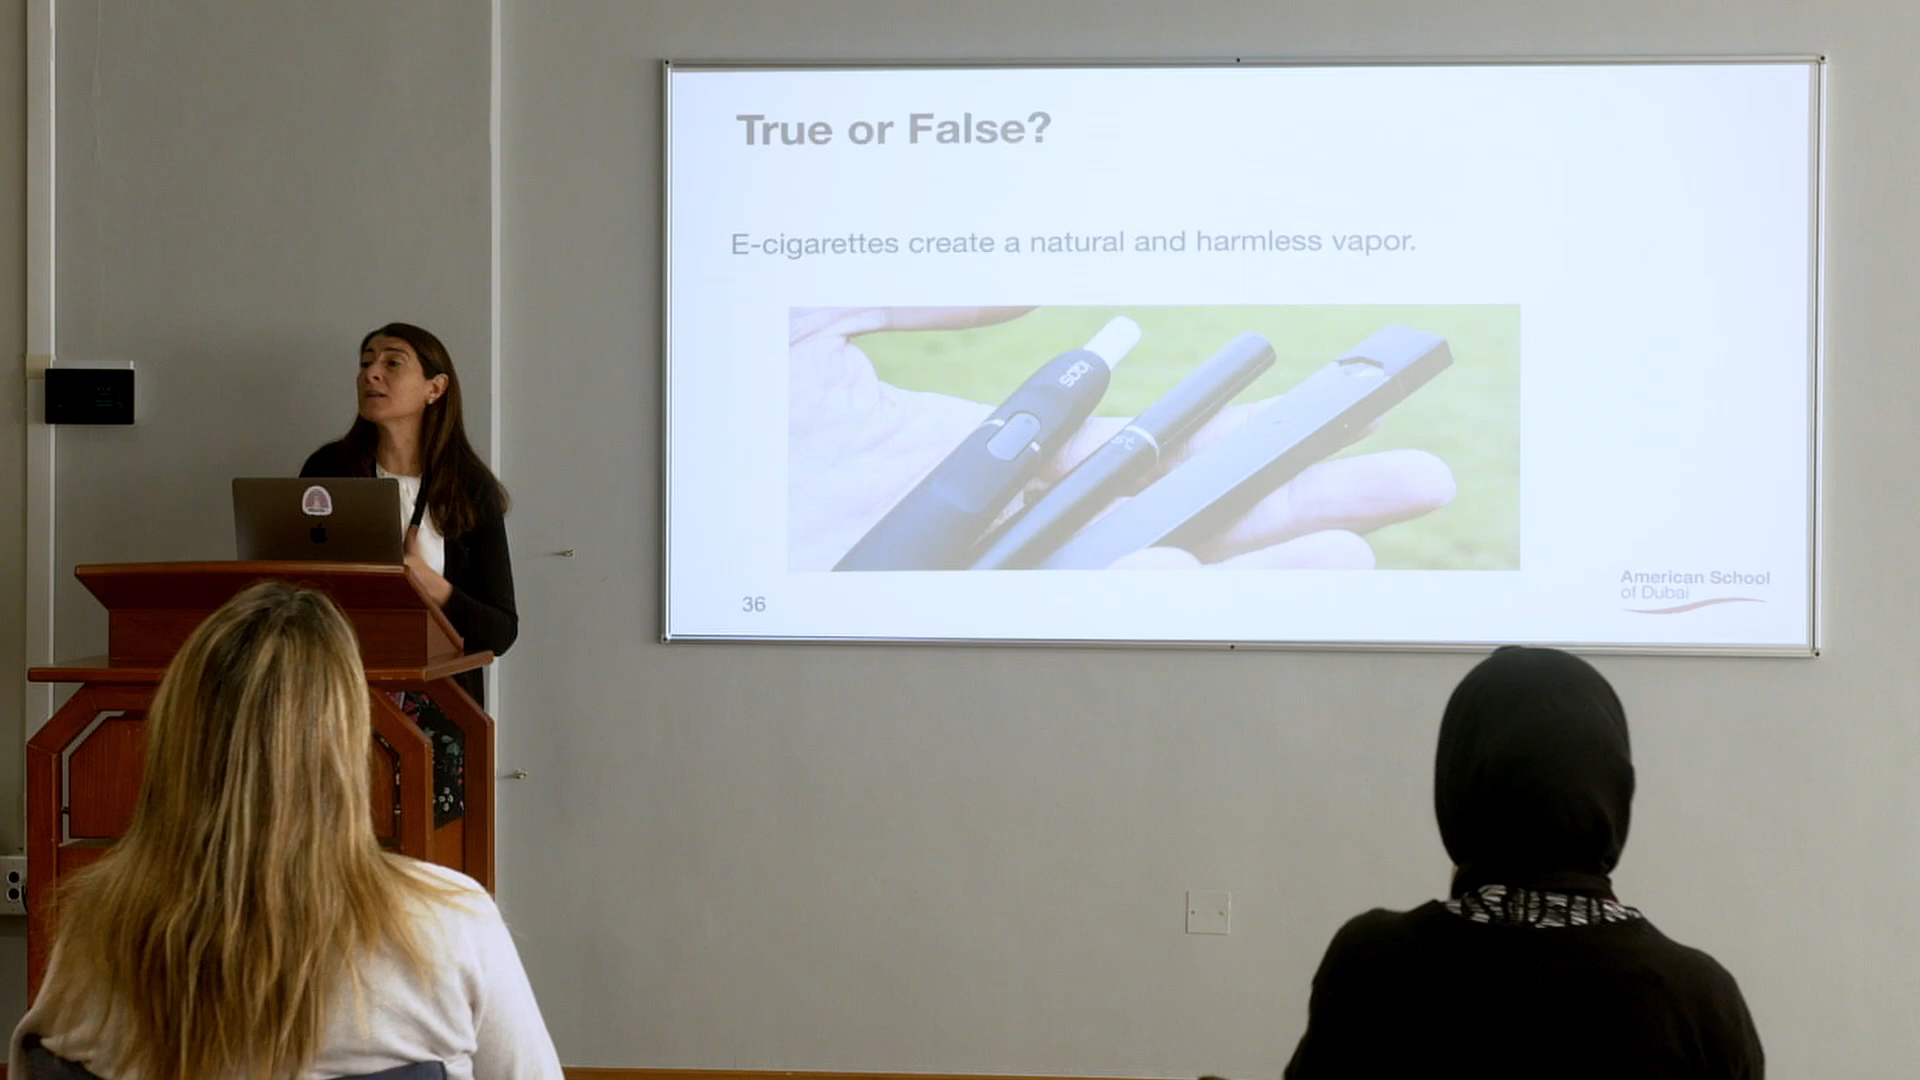 True or False?
E-cigarettes create a natural and harmless vapor.
IQOS
36
American School
of Dubai